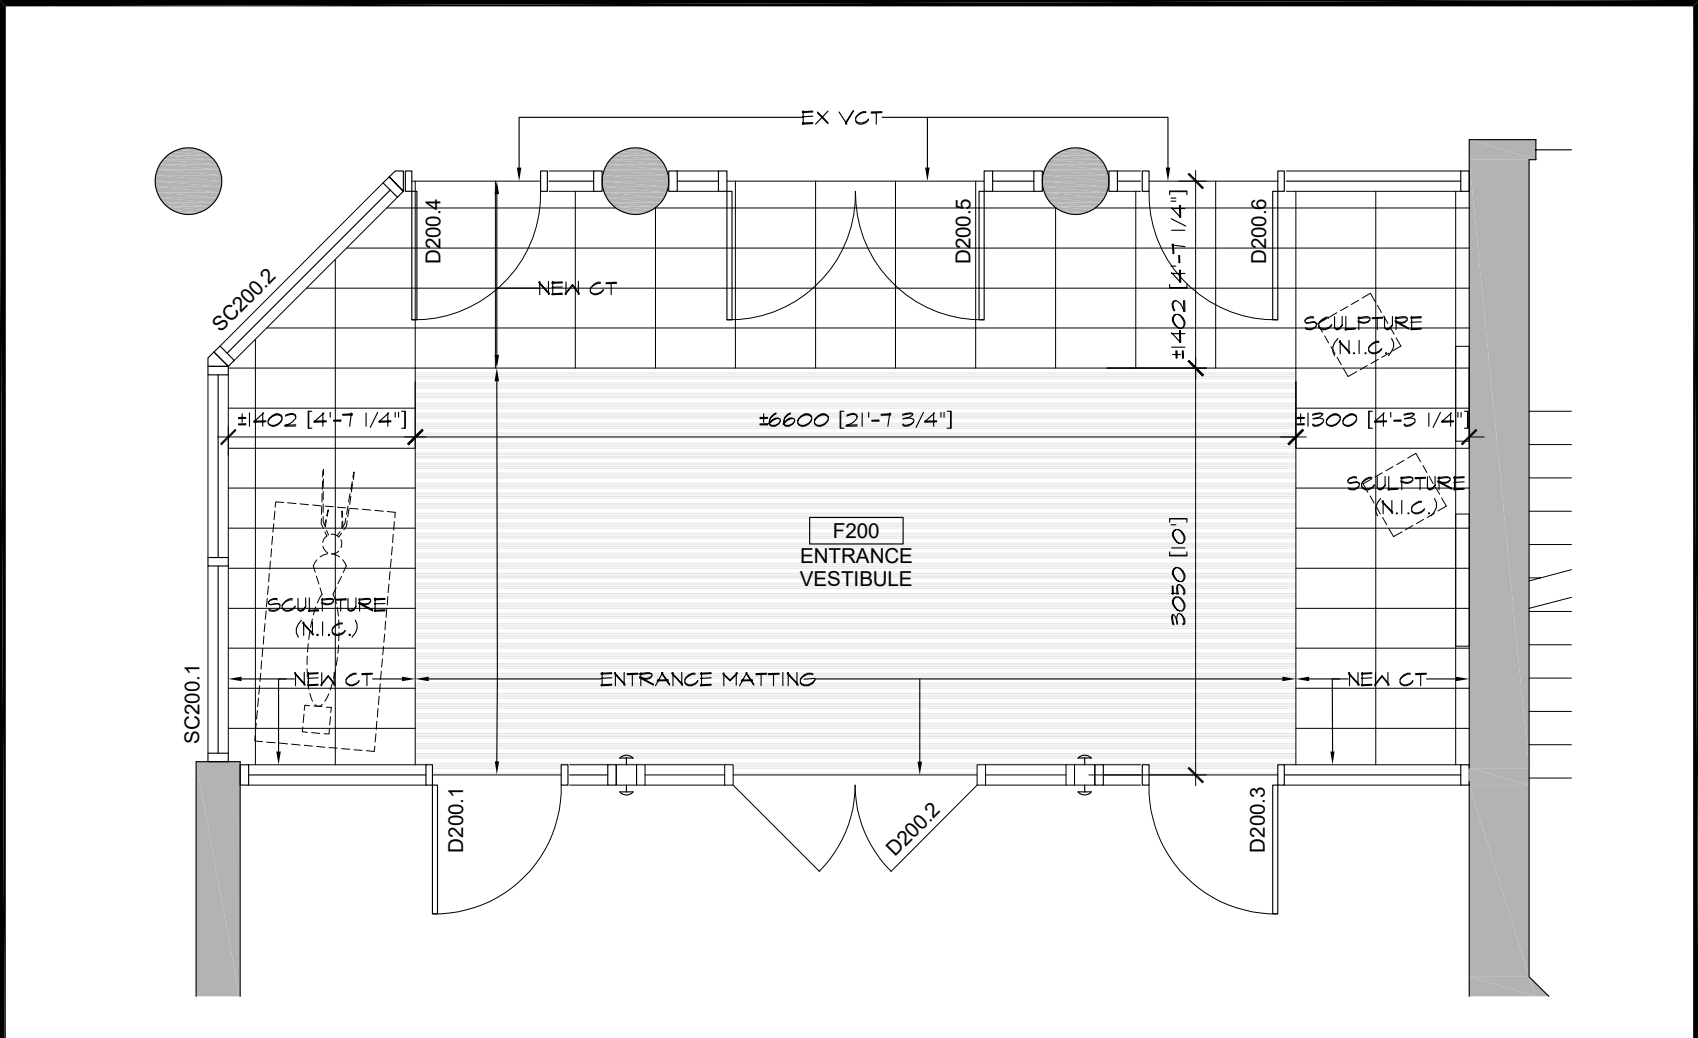 EX VCT
D200.4
D200.5
D200.6
±1402 [4'-7 1/4"]
SC200.2
NEW CT
SCULPTURE
(N.I.C.)
±1402 [4'-7 1/4"]
±6600 [21'-7 3/4"]
±1300 [4'-3 1/4"]
SCULPTURE
(N.I.C.)
F200
ENTRANCE
VESTIBULE
3050 [10']
SCULPTURE
(N.I.C.)
SC200.1
NEW CT
ENTRANCE MATTING
NEW CT
D200.1
D200.2
D200.3